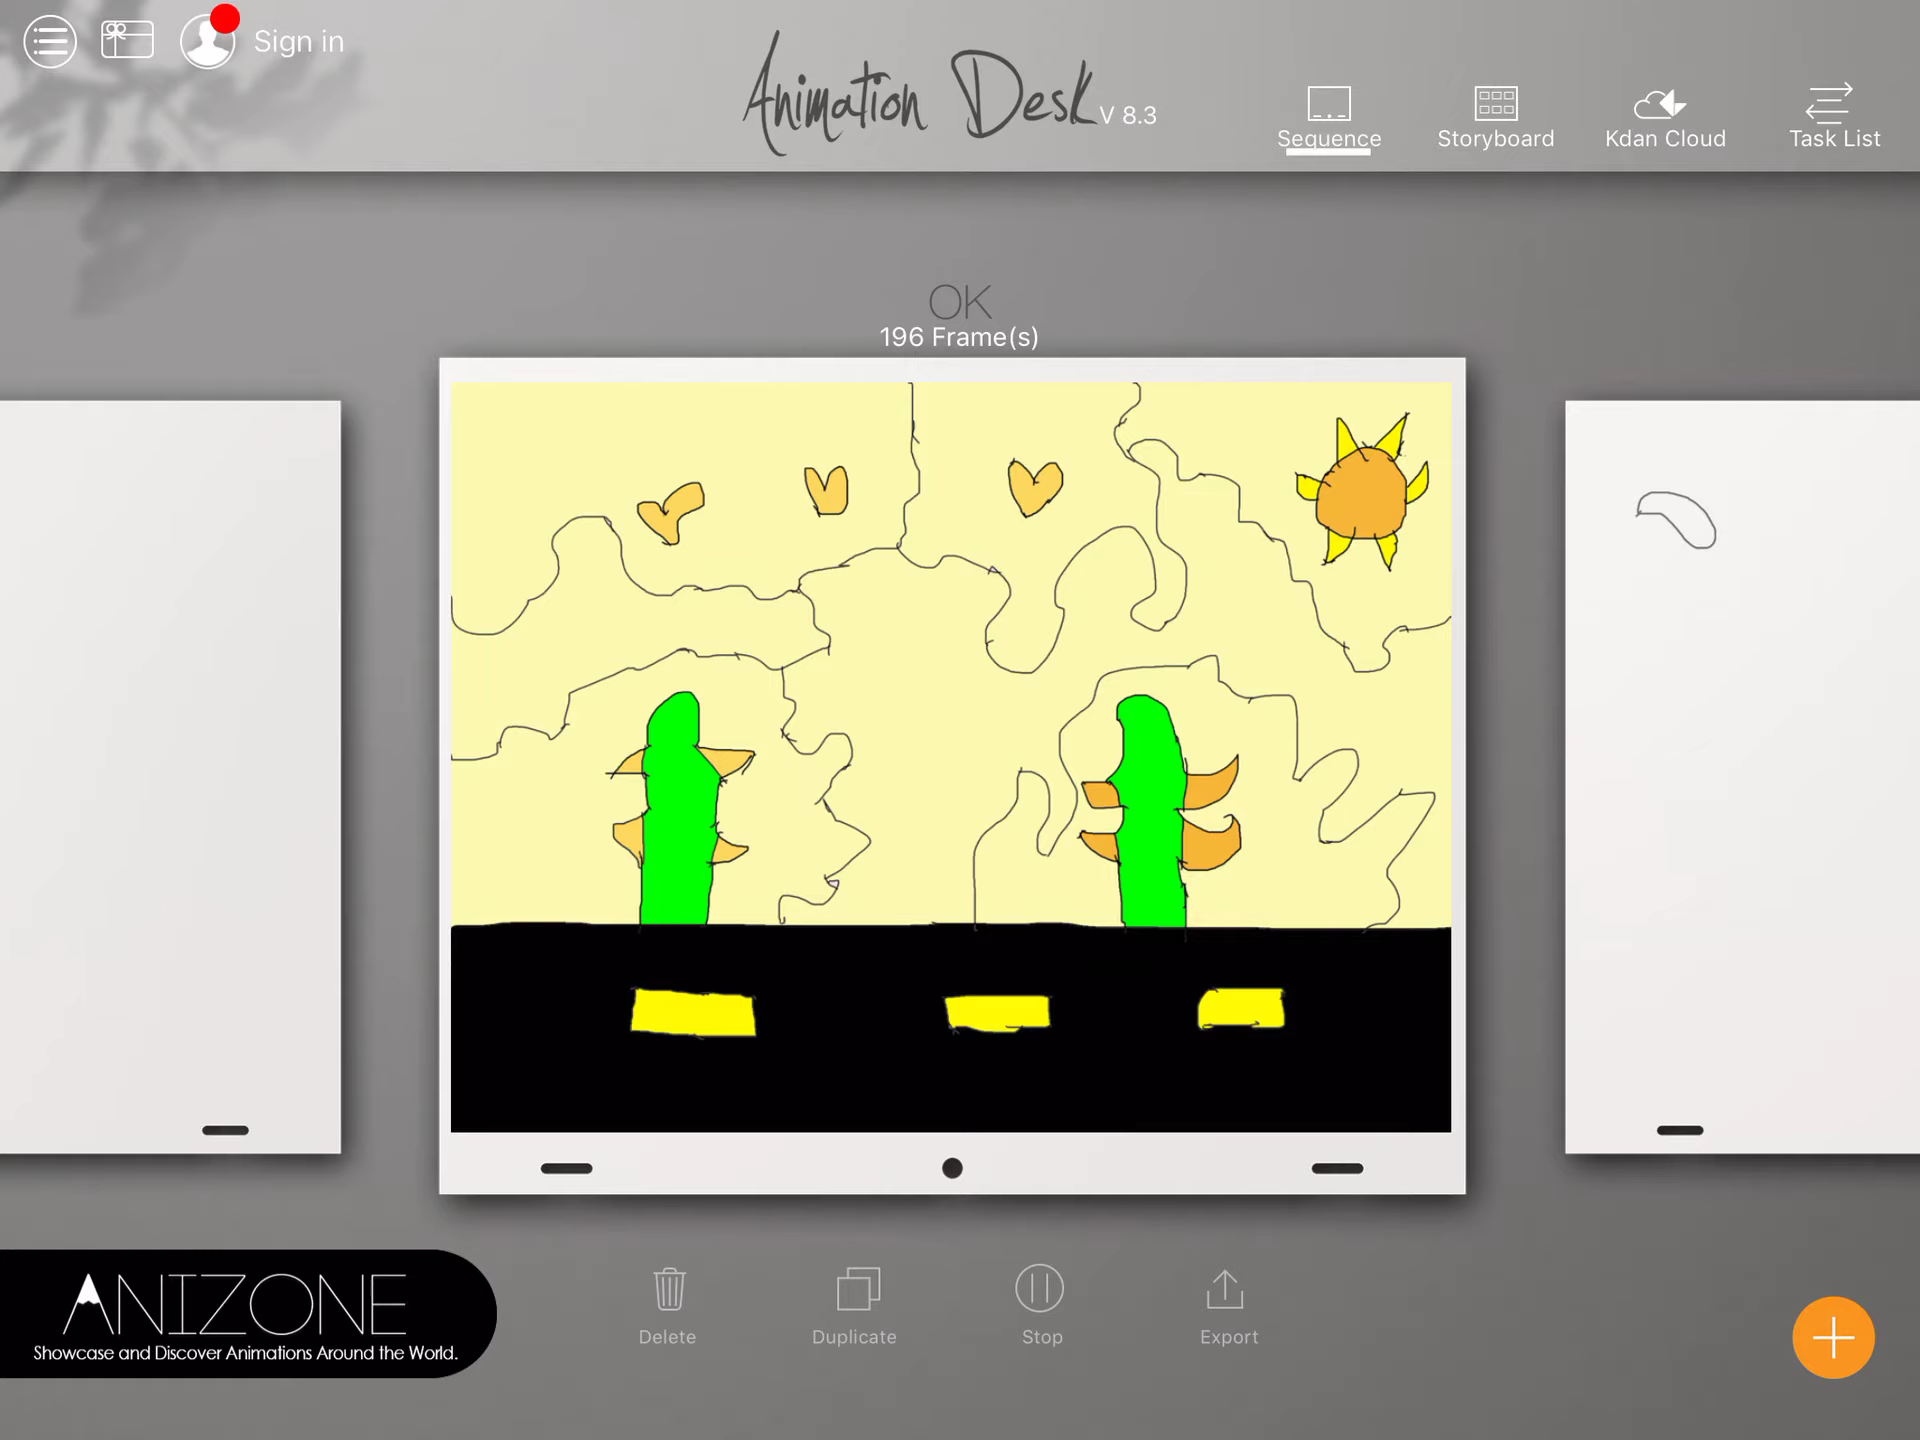 Sign in
Animation Desk V 8.3
Sequence
Storyboard
Kdan Cloud
Task List
OK
196 Frame(s)
ANIZONE
Showcase and Discover Animations Around the World.
Delete
Duplicate
Stop
Export